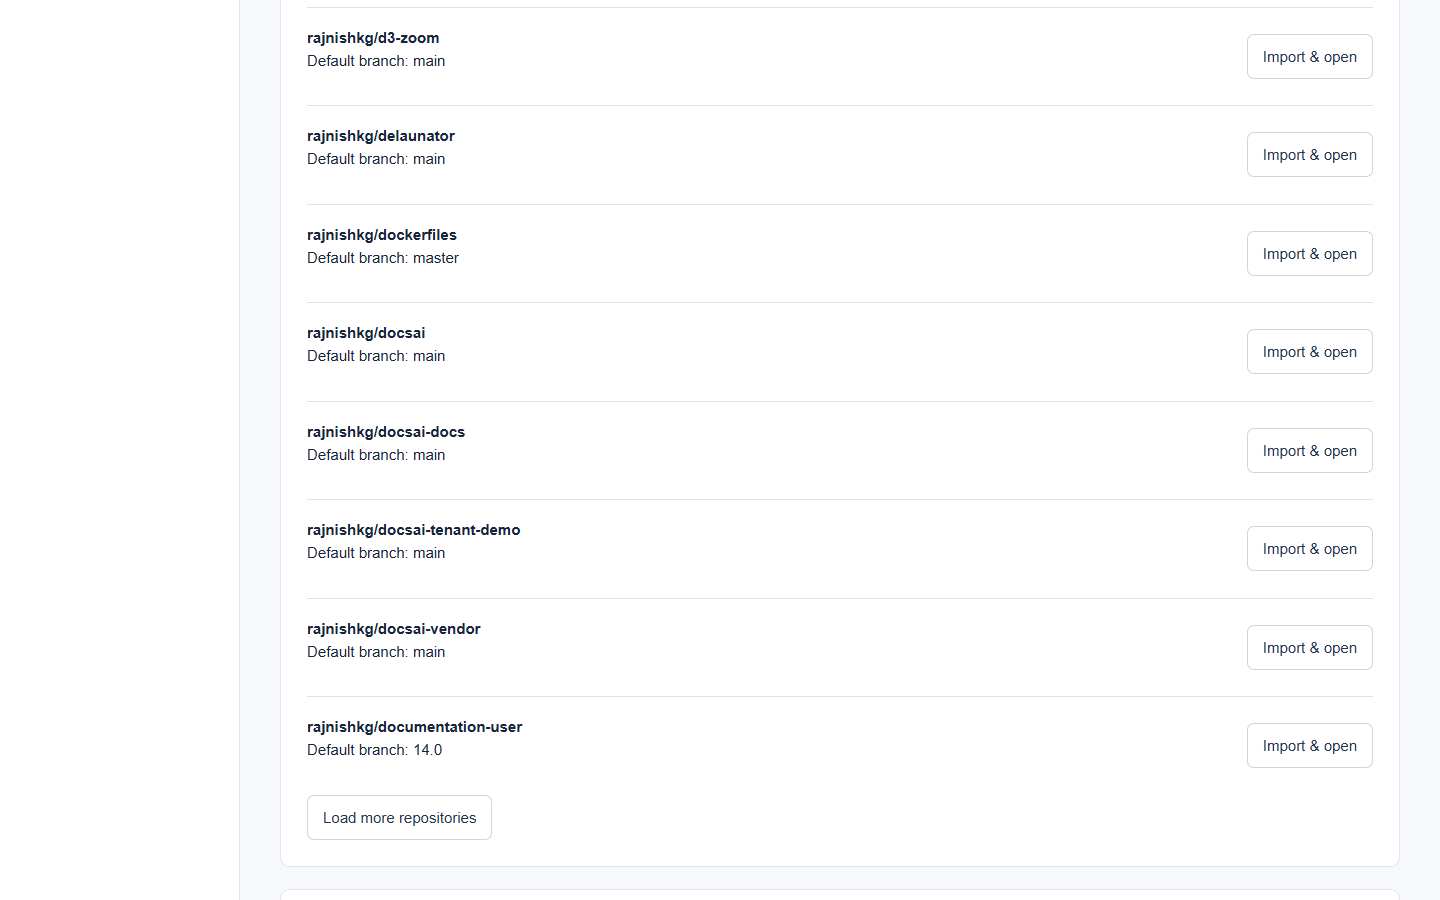 rajnishkg/d3-zoom
Default branch: main
Import & open
rajnishkg/delaunator
Default branch: main
Import & open
rajnishkg/dockerfiles
Default branch: master
Import & open
rajnishkg/docsai
Default branch: main
Import & open
rajnishkg/docsai-docs
Default branch: main
Import & open
rajnishkg/docsai-tenant-demo
Default branch: main
Import & open
rajnishkg/docsai-vendor
Default branch: main
Import & open
rajnishkg/documentation-user
Default branch: 14.0
Import & open
Load more repositories